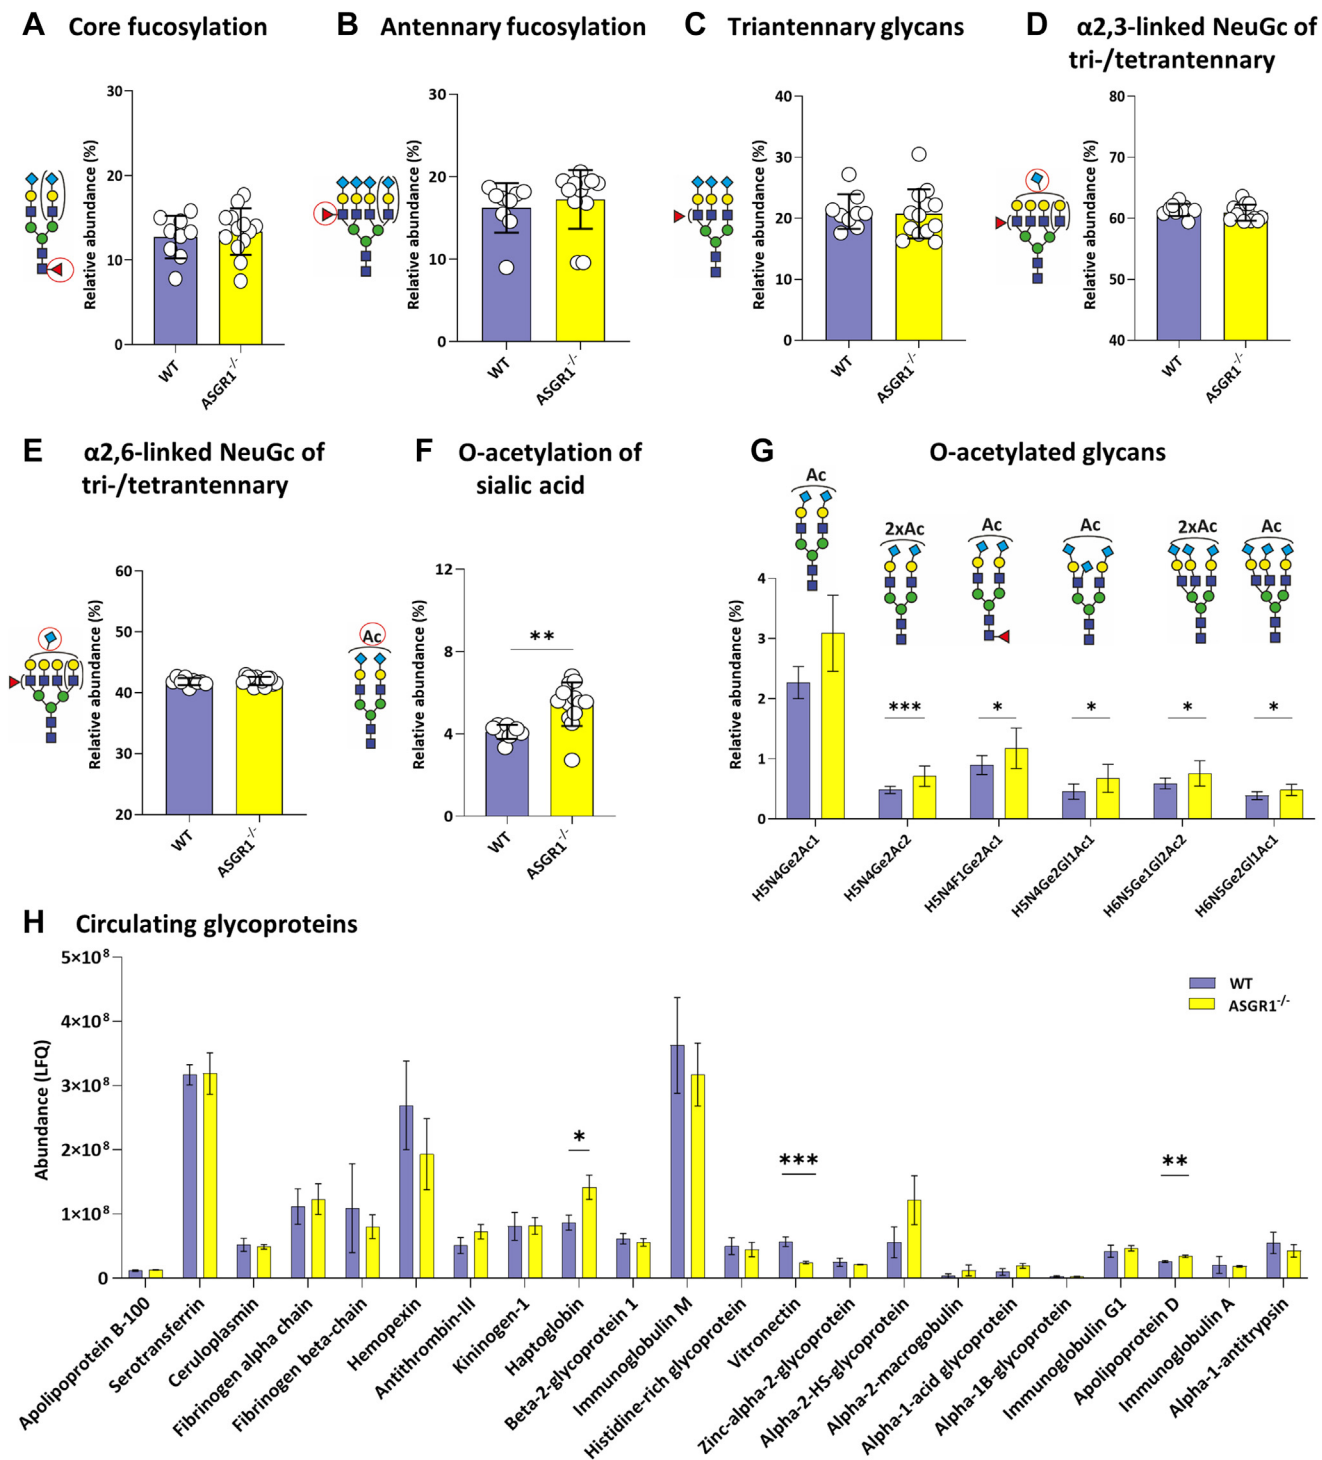 A Core fucosylation
Relative abundance (%)
30
20
10
0
WT
ASGR1-/-
B Antennary fucosylation
Relative abundance (%)
30
20
10
0
WT
ASGR1-/-
C Triantennary glycans
Relative abundance (%)
40
30
20
10
0
WT
ASGR1-/-
D α2,3-linked NeuGc of
tri-/tetrantennary
Relative abundance (%)
80
70
60
50
40
WT
ASGR1-/-
E α2,6-linked NeuGc of
tri-/tetrantennary
Relative abundance (%)
60
50
40
30
20
WT
ASGR1-/-
F O-acetylation of
sialic acid
Ac
Relative abundance (%)
12
8
4
0
**
WT
ASGR1-/-
G O-acetylated glycans
Ac
2xAc
Ac
Ac
2xAc
Ac
Relative abundance (%)
4
3
2
1
0
*** * * * *
H5N4Ge2Ac1
H5N4Ge2Ac2
H5N4F1Ge2Ac1
H5N4Ge2Gl1Ac1
H6N5Ge1Gl2Ac2
H6N5Ge2Gl1Ac1
H Circulating glycoproteins
Abundance (LFQ)
5×10⁸
4×10⁸
3×10⁸
2×10⁸
1×10⁸
0
* *** **
WT
ASGR1-/-
Apolipoprotein B-100
Serotransferrin
Ceruloplasmin
Fibrinogen alpha chain
Fibrinogen beta-chain
Hemopexin
Antithrombin-III
Kininogen-1
Haptoglobin
Beta-2-glycoprotein 1
Immunoglobulin M
Histidine-rich glycoprotein
Vitronectin
Zinc-alpha-2-glycoprotein
Alpha-2-HS-glycoprotein
Alpha-2-macrogobulin
Alpha-1-acid glycoprotein
Alpha-1B-glycoprotein
Immunoglobulin G1
Apolipoprotein D
Immunoglobulin A
Alpha-1-antitrypsin